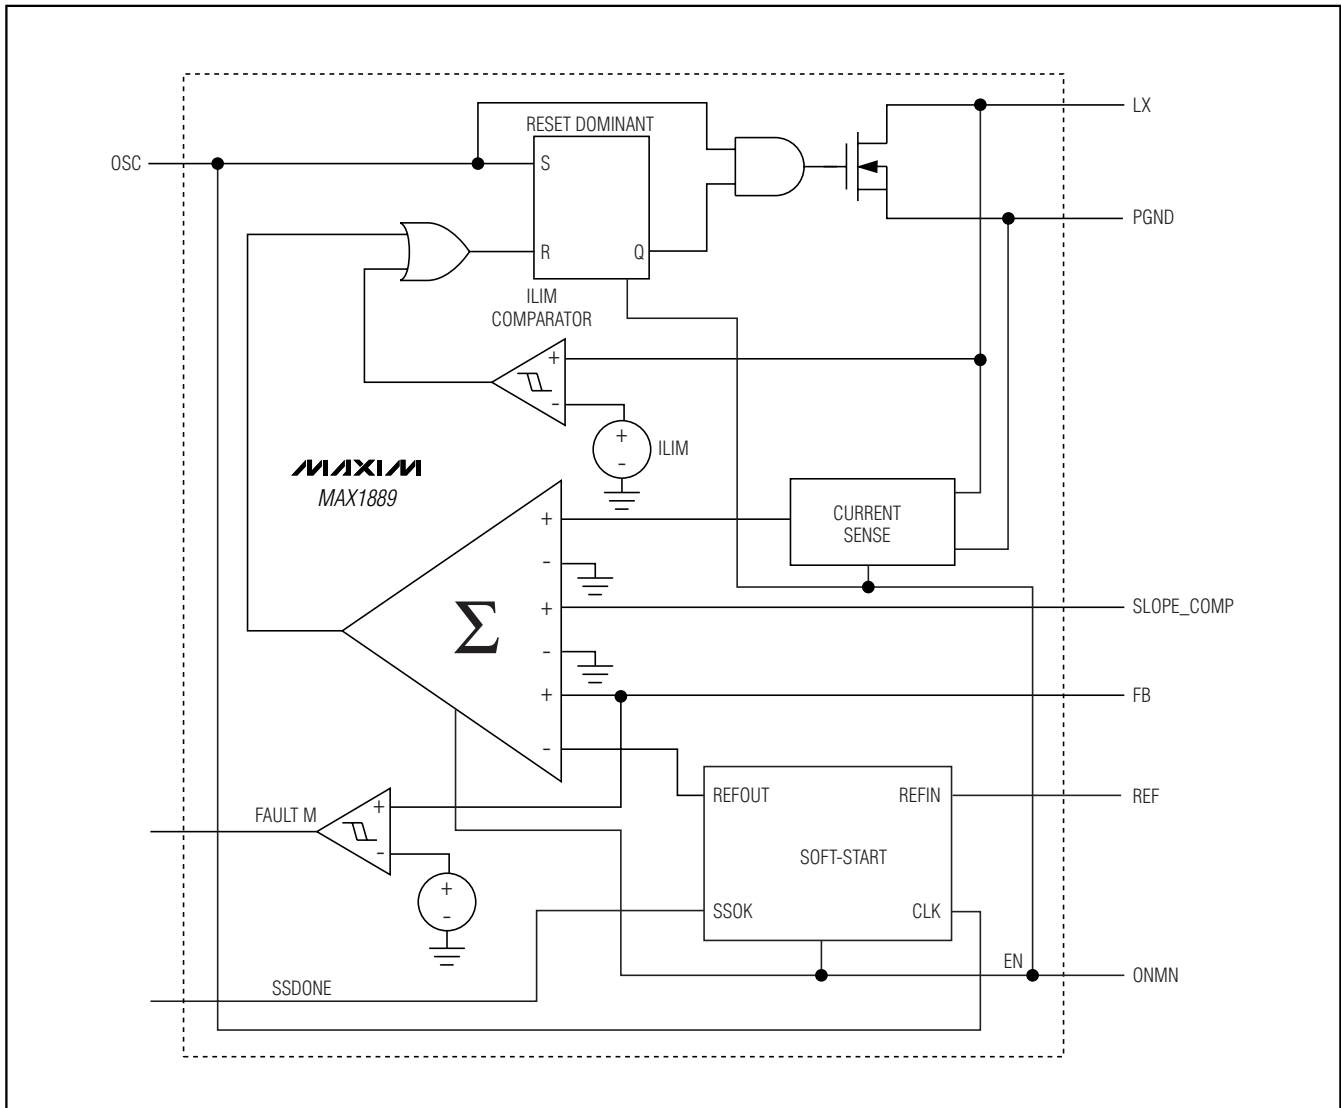 LX
RESET DOMINANT
OSC
S
PGND
R
Q
ILIM
COMPARATOR
+
-
+
-
ILIM
MAXIM
MAX1889
CURRENT
SENSE
+
-
Σ
+
SLOPE_COMP
-
+
FB
-
REFOUT
REFIN
REF
FAULT M
+
-
SOFT-START
+
-
SSOK
CLK
EN
ONMN
SSDONE